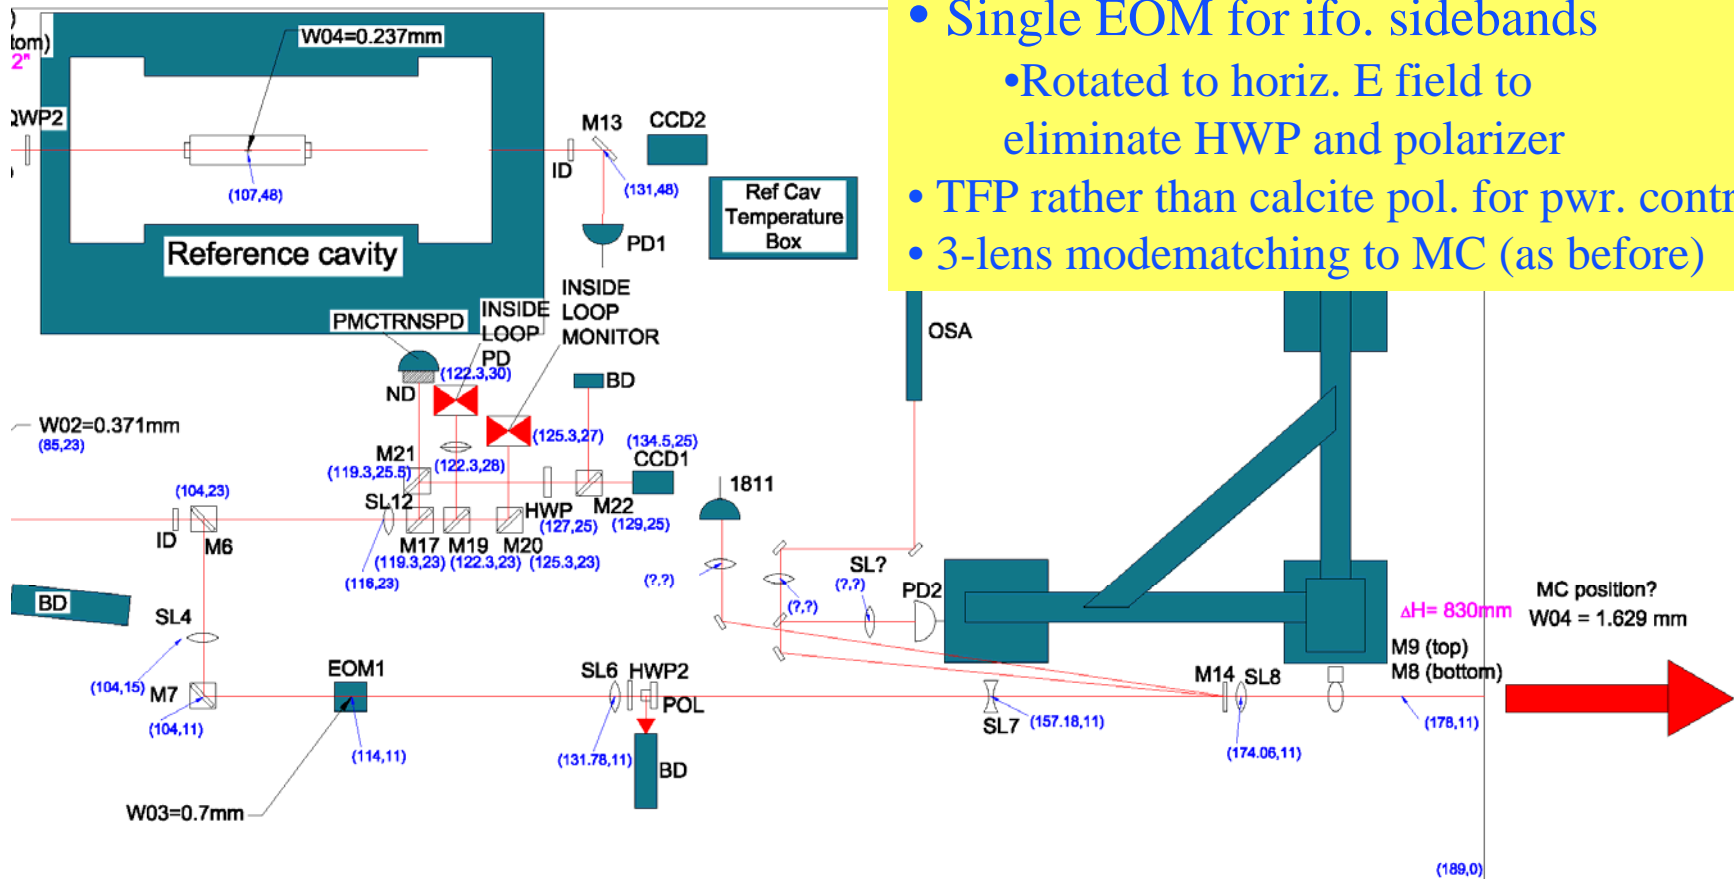 • Single EOM for ifo. sidebands
•Rotated to horiz. E field to
eliminate HWP and polarizer
• TFP rather than calcite pol. for pwr. contr
• 3-lens modematching to MC (as before)
tom)
2"
W04=0.237mm
QWP2
(107,48)
Reference cavity
ID
M13
(131,48)
CCD2
PD1
Ref Cav
Temperature
Box
PMCTRNSPD
INSIDE
LOOP
PD
INSIDE
LOOP
MONITOR
ND
(122.3,30)
BD
OSA
W02=0.371mm
(85,23)
(125.3,27)
(134.5,25)
CCD1
M21
(119.3,25.5)
(122.3,28)
SL12
HWP
(127,25)
M22
(129,25)
1811
(104,23)
ID
M6
M17
M19
M20
(119.3,23)
(122.3,23)
(125.3,23)
(116,23)
(?,?)
(?,?)
SL?
(?,?)
PD2
BD
SL4
(104,15)
MC position?
ΔH= 830mm
W04 = 1.629 mm
M9 (top)
M8 (bottom)
M7
(104,11)
EOM1
(114,11)
SL6
HWP2
POL
(131.78,11)
BD
SL7
(157.18,11)
M14
SL8
(174.06,11)
(178,11)
W03=0.7mm
(189,0)